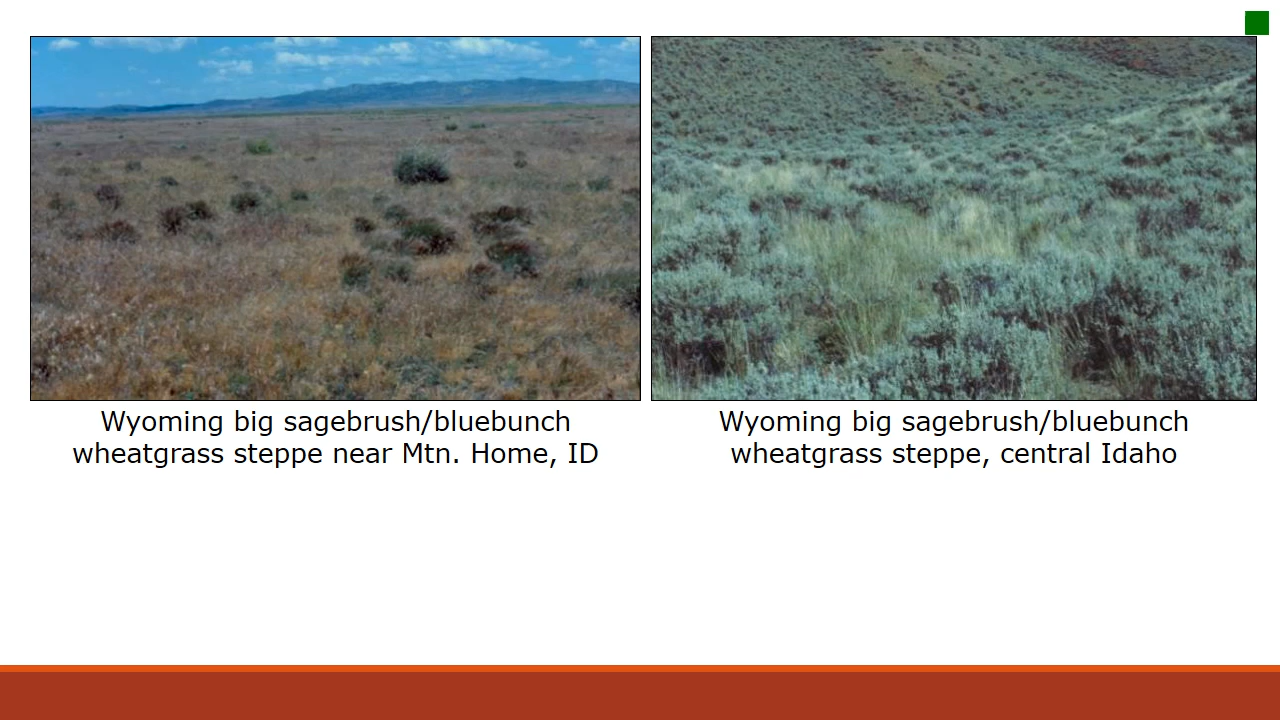 Wyoming big sagebrush/bluebunch
wheatgrass steppe near Mtn. Home, ID
Wyoming big sagebrush/bluebunch
wheatgrass steppe, central Idaho